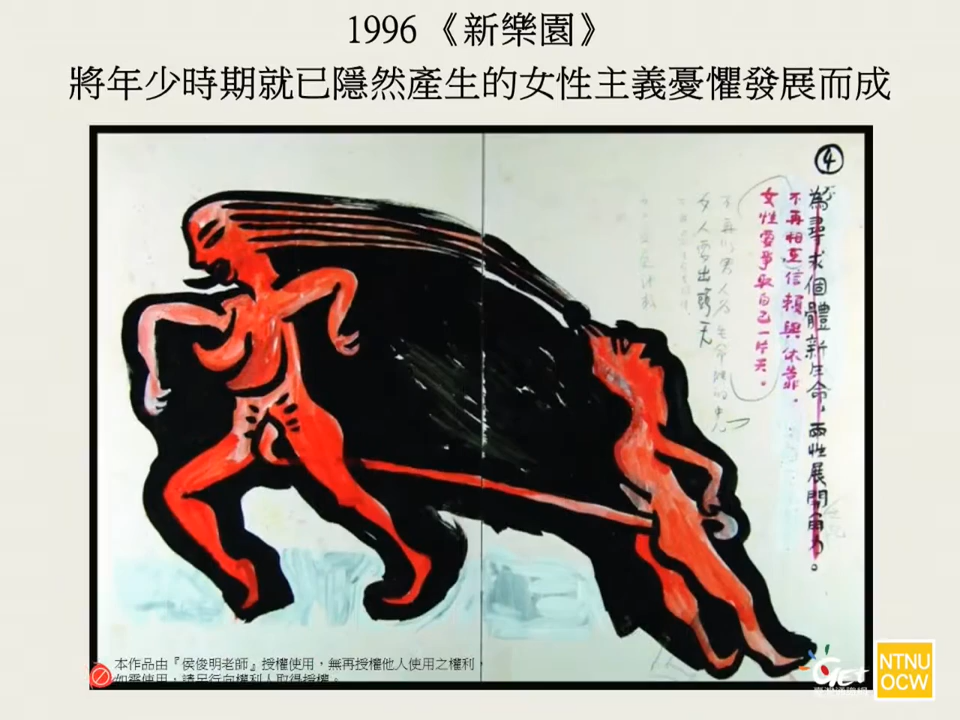 1996 《新樂園》
將年少時期就已隱然產生的女性主義憂懼發展而成
④
為尋求個體新生命，兩性展開角力。
不再相互信賴與依靠，
女性要爭取自己一片天。
女人要出頭天
本作品由『侯俊明老師』授權使用，無再授權他人使用之權利，
如需使用，請另行向權利人取得授權。
GET
NTNU
OCW